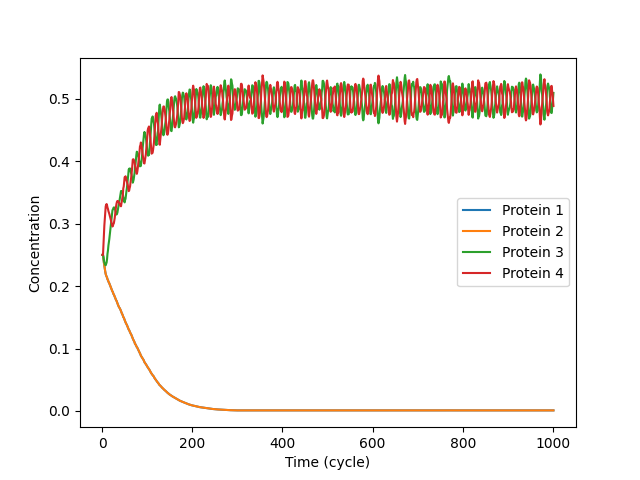 0.5
0.4
0.3
0.2
0.1
0.0
Concentration
Protein 1
Protein 2
Protein 3
Protein 4
0 200 400 600 800 1000
Time (cycle)